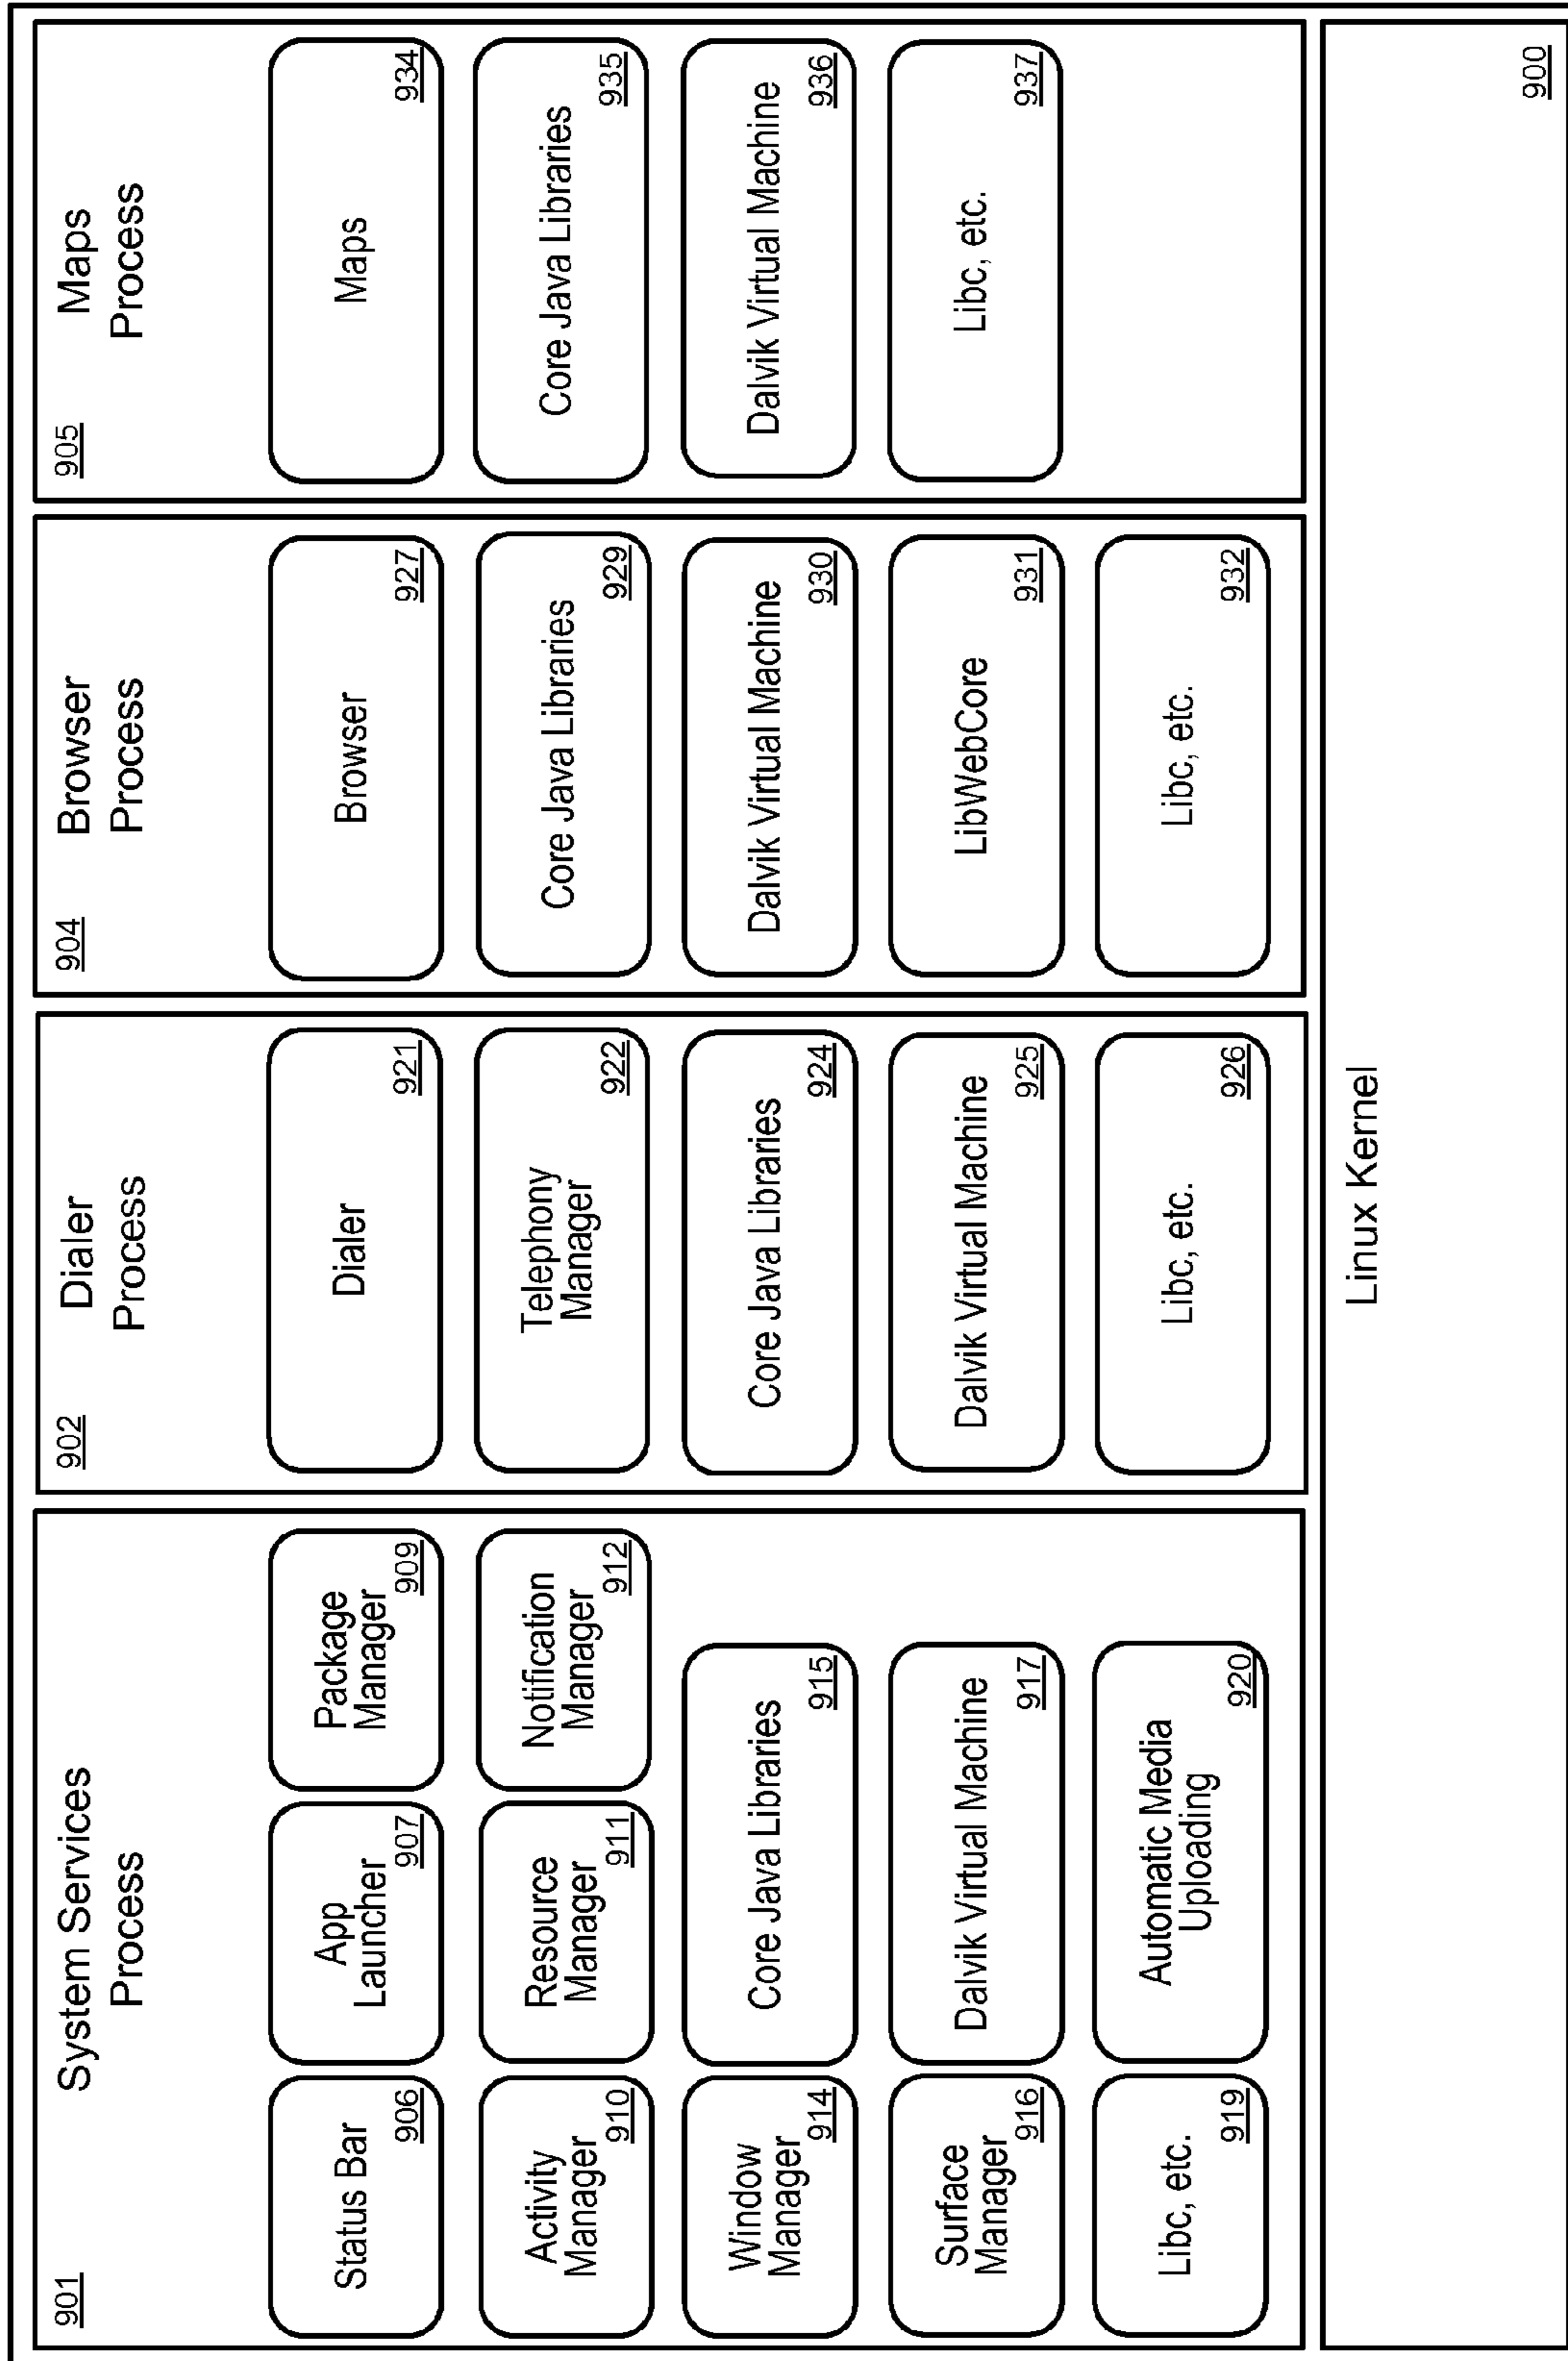 901
System Services
Process
Status Bar
906
App
Launcher
907
Package
Manager
909
Activity
Manager
910
Resource
Manager
911
Notification
Manager
912
Window
Manager
914
Core Java Libraries
915
Surface
Manager
916
Dalvik Virtual Machine
917
Libc, etc.
919
Automatic Media
Uploading
920
902
Dialer
Process
Dialer
921
Telephony
Manager
922
Core Java Libraries
924
Dalvik Virtual Machine
925
Libc, etc.
926
904
Browser
Process
Browser
927
Core Java Libraries
929
Dalvik Virtual Machine
930
LibWebCore
931
Libc, etc.
932
905
Maps
Process
Maps
934
Core Java Libraries
935
Dalvik Virtual Machine
936
Libc, etc.
937
Linux Kernel
900